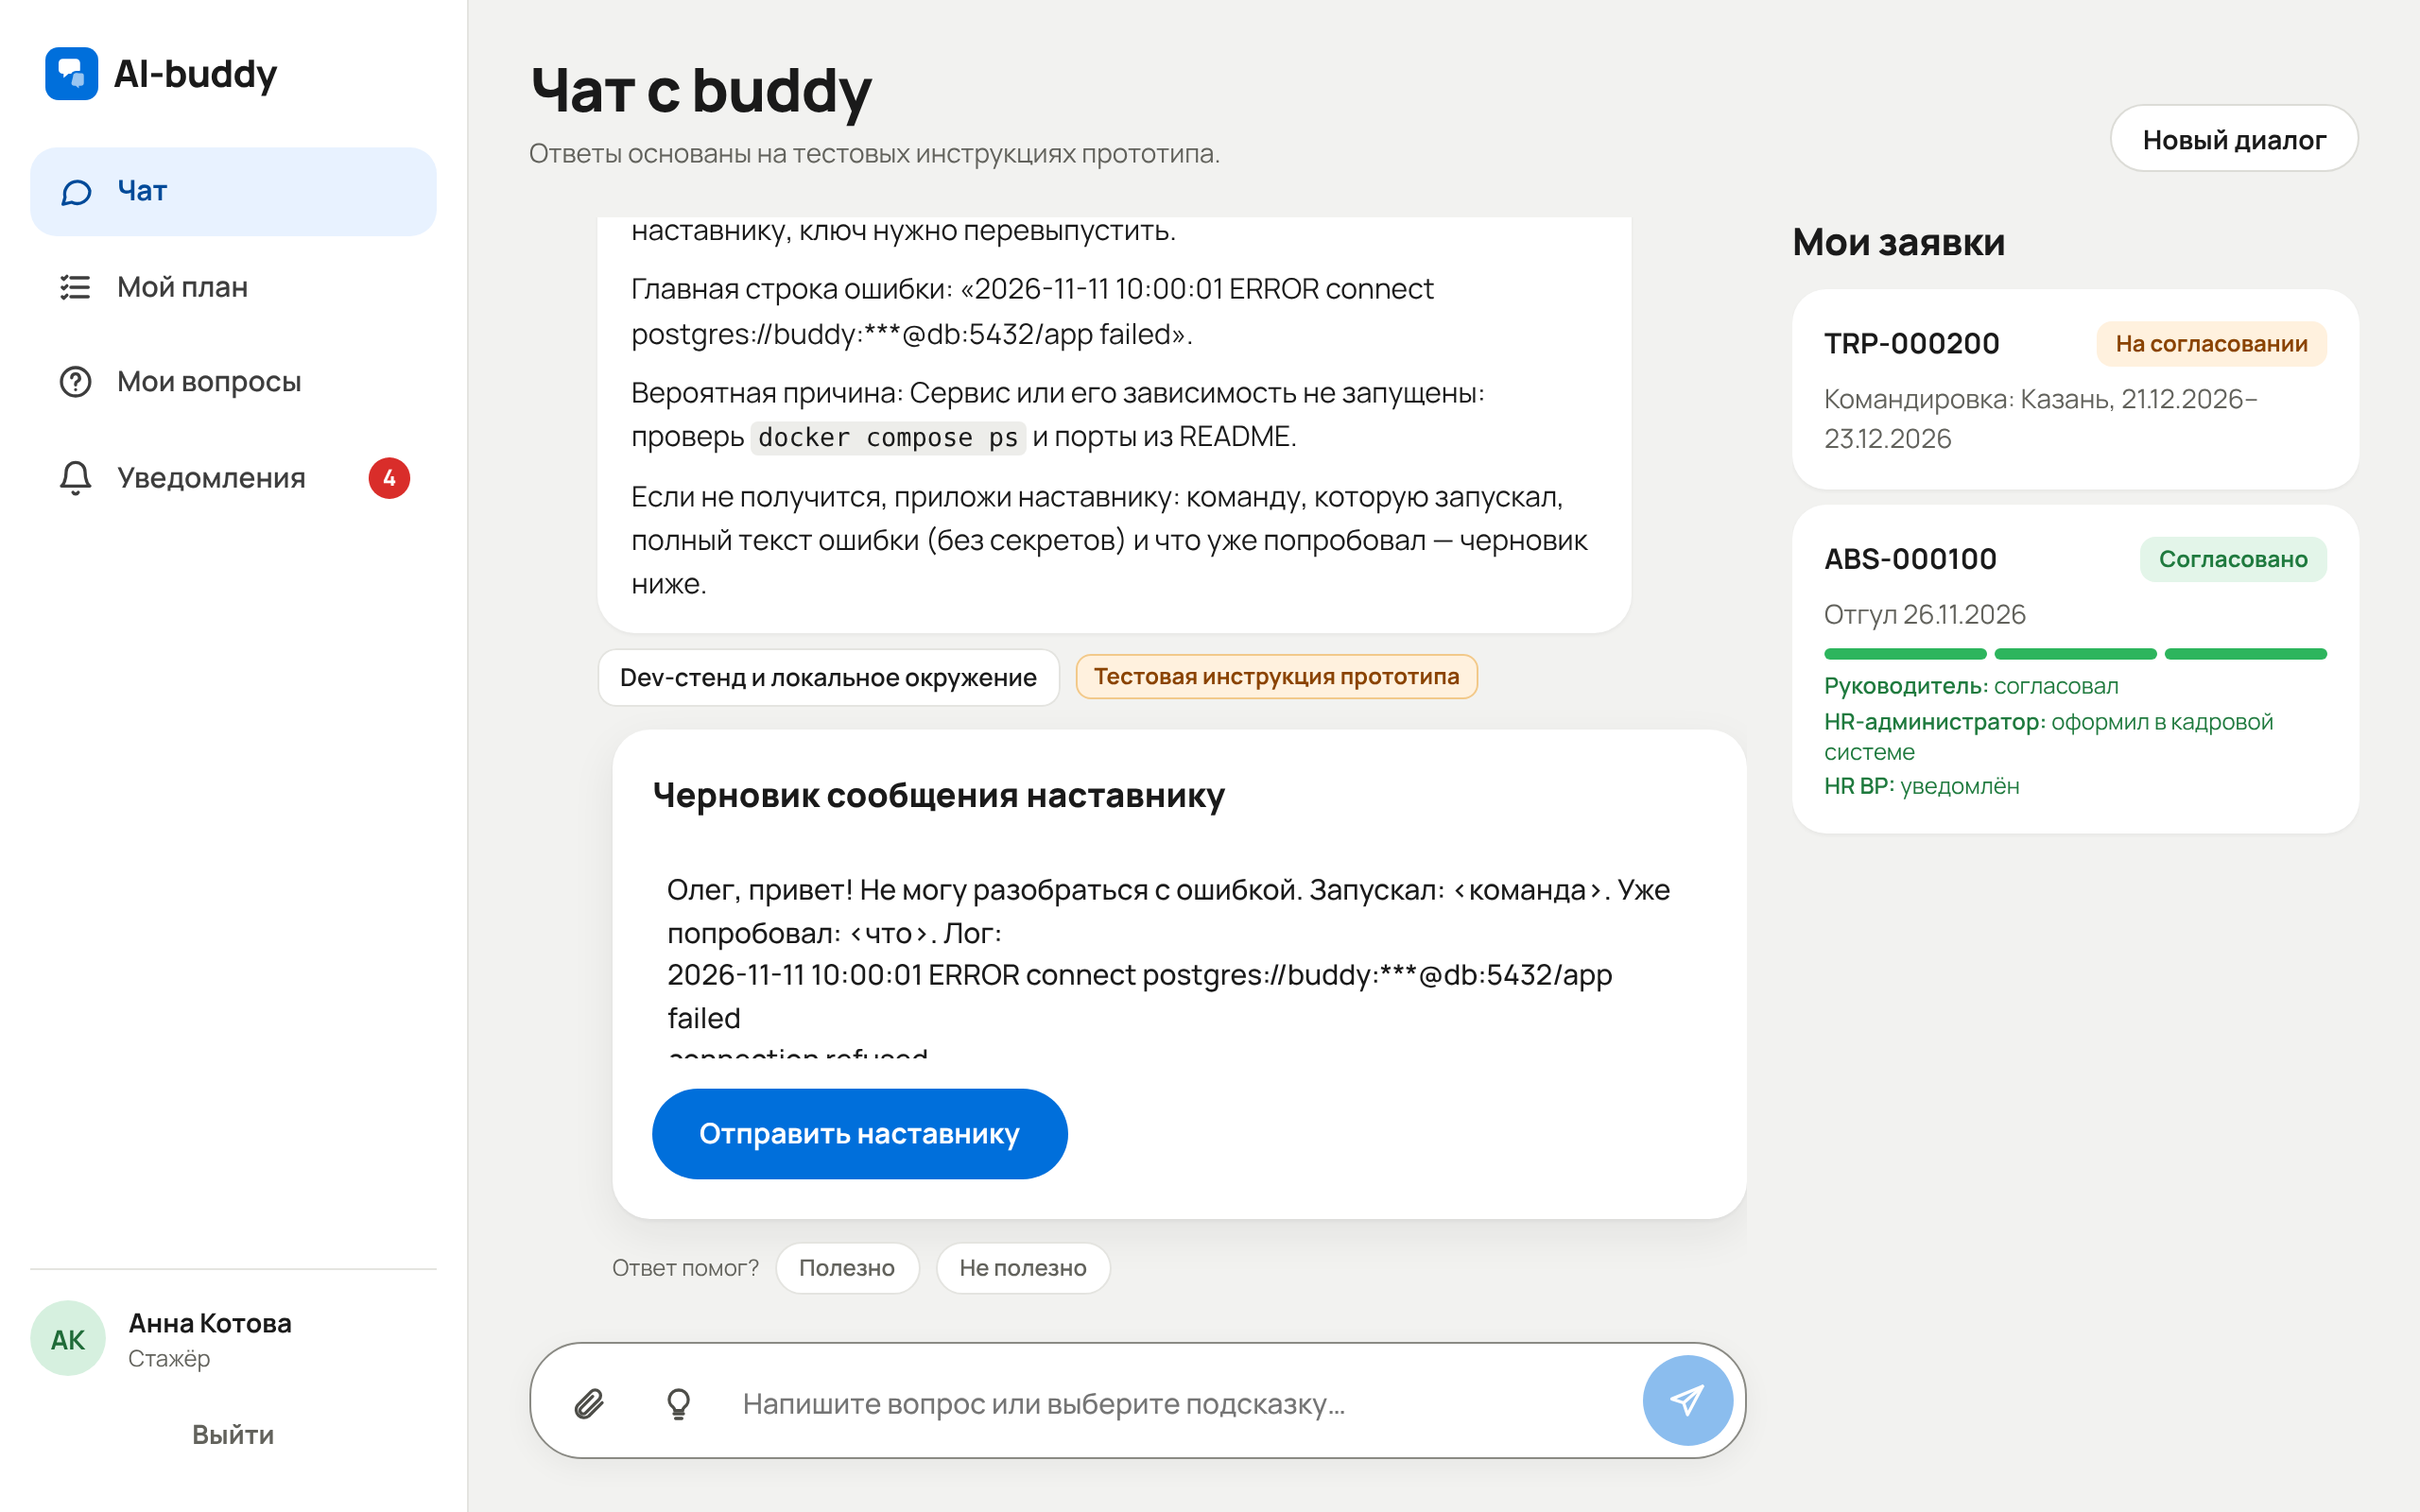 AI-buddy
Чат
Мой план
Мои вопросы
Уведомления
4
Анна Котова
АК
Стажёр
Выйти
Чат с buddy
Ответы основаны на тестовых инструкциях прототипа.
Новый диалог
наставнику, ключ нужно перевыпустить.
Главная строка ошибки: «2026-11-11 10:00:01 ERROR connect
postgres://buddy:***@db:5432/app failed».
Вероятная причина: Сервис или его зависимость не запущены:
проверь docker compose ps и порты из README.
Если не получится, приложи наставнику: команду, которую запускал,
полный текст ошибки (без секретов) и что уже попробовал — черновик
ниже.
Dev-стенд и локальное окружение
Тестовая инструкция прототипа
Черновик сообщения наставнику
Олег, привет! Не могу разобраться с ошибкой. Запускал: <команда>. Уже
попробовал: <что>. Лог:
2026-11-11 10:00:01 ERROR connect postgres://buddy:***@db:5432/app
failed
connection refused
Отправить наставнику
Ответ помог?
Полезно
Не полезно
Напишите вопрос или выберите подсказку…
Мои заявки
TRP-000200
На согласовании
Командировка: Казань, 21.12.2026–
23.12.2026
ABS-000100
Согласовано
Отгул 26.11.2026
Руководитель: согласовал
HR-администратор: оформил в кадровой
системе
HR BP: уведомлён